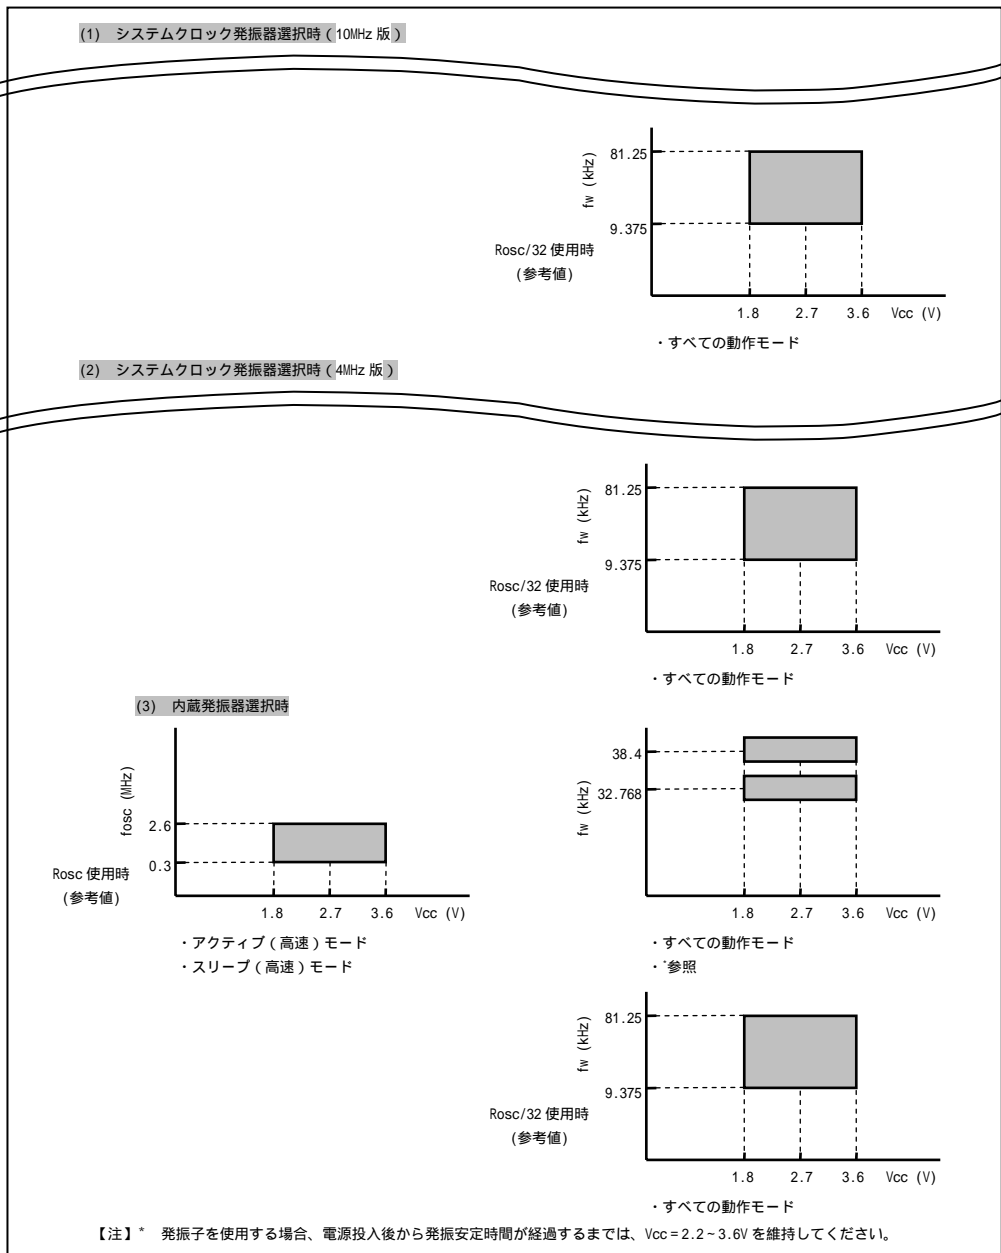 (1) システムクロック発振器選択時（10MHz 版）
fw (kHz)
81.25
9.375
Rosc/32 使用時
(参考値)
1.8 2.7 3.6 Vcc (V)
・すべての動作モード
(2) システムクロック発振器選択時（4MHz 版）
fw (kHz)
81.25
9.375
Rosc/32 使用時
(参考値)
1.8 2.7 3.6 Vcc (V)
・すべての動作モード
(3) 内蔵発振器選択時
fosc (MHz)
2.6
0.3
Rosc 使用時
(参考値)
1.8 2.7 3.6 Vcc (V)
・アクティブ（高速）モード
・スリープ（高速）モード
fw (kHz)
38.4
32.768
1.8 2.7 3.6 Vcc (V)
・すべての動作モード
・*参照
fw (kHz)
81.25
9.375
Rosc/32 使用時
(参考値)
1.8 2.7 3.6 Vcc (V)
・すべての動作モード
【注】* 発振子を使用する場合、電源投入後から発振安定時間が経過するまでは、Vcc=2.2~3.6V を維持してください。